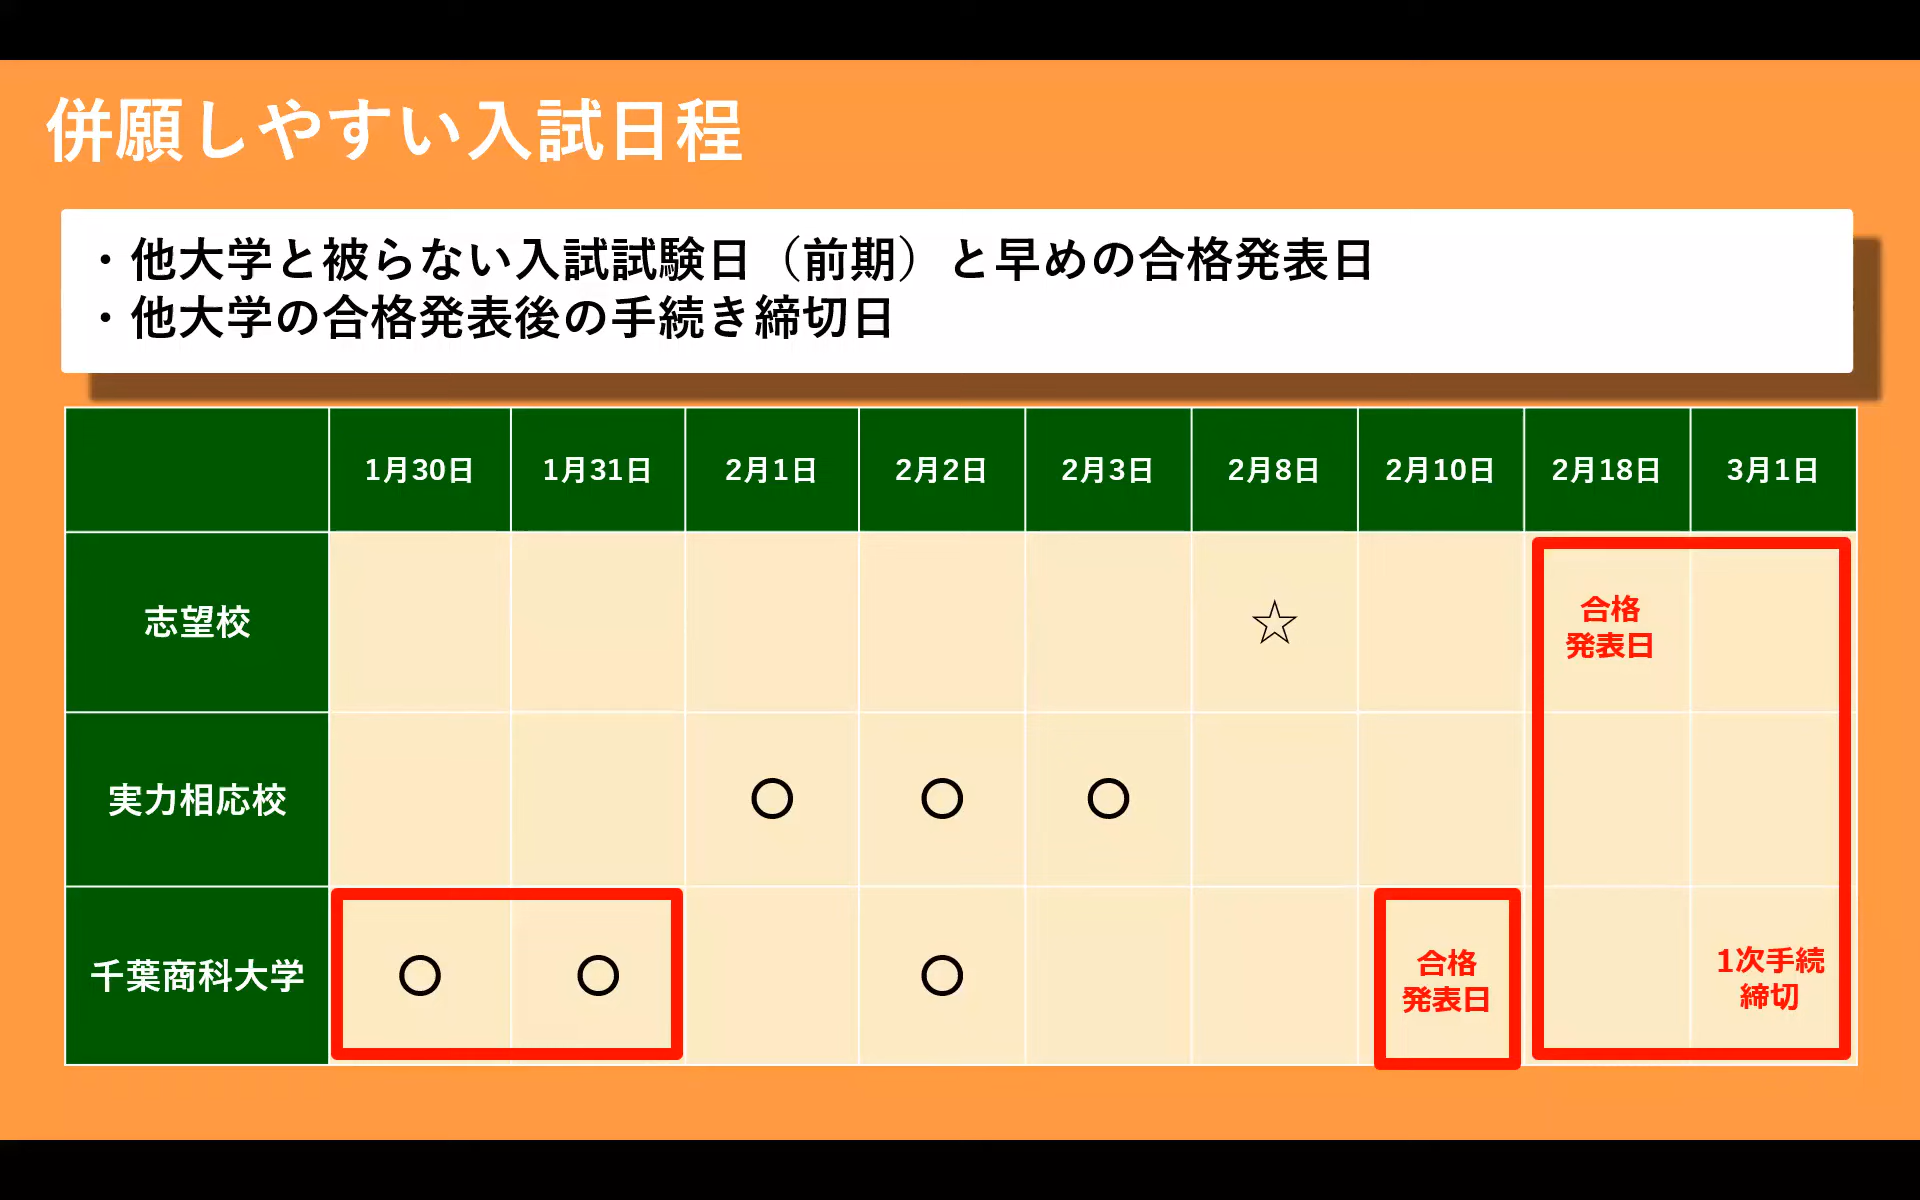 併願しやすい入試日程
・他大学と被らない入試試験日（前期）と早めの合格発表日
・他大学の合格発表後の手続き締切日
1月30日 1月31日 2月1日 2月2日 2月3日 2月8日 2月10日 2月18日 3月1日
志望校 ☆ 合格
発表日
実力相応校 ○ ○ ○
千葉商科大学 ○ ○ ○ 合格
発表日
1次手続
締切